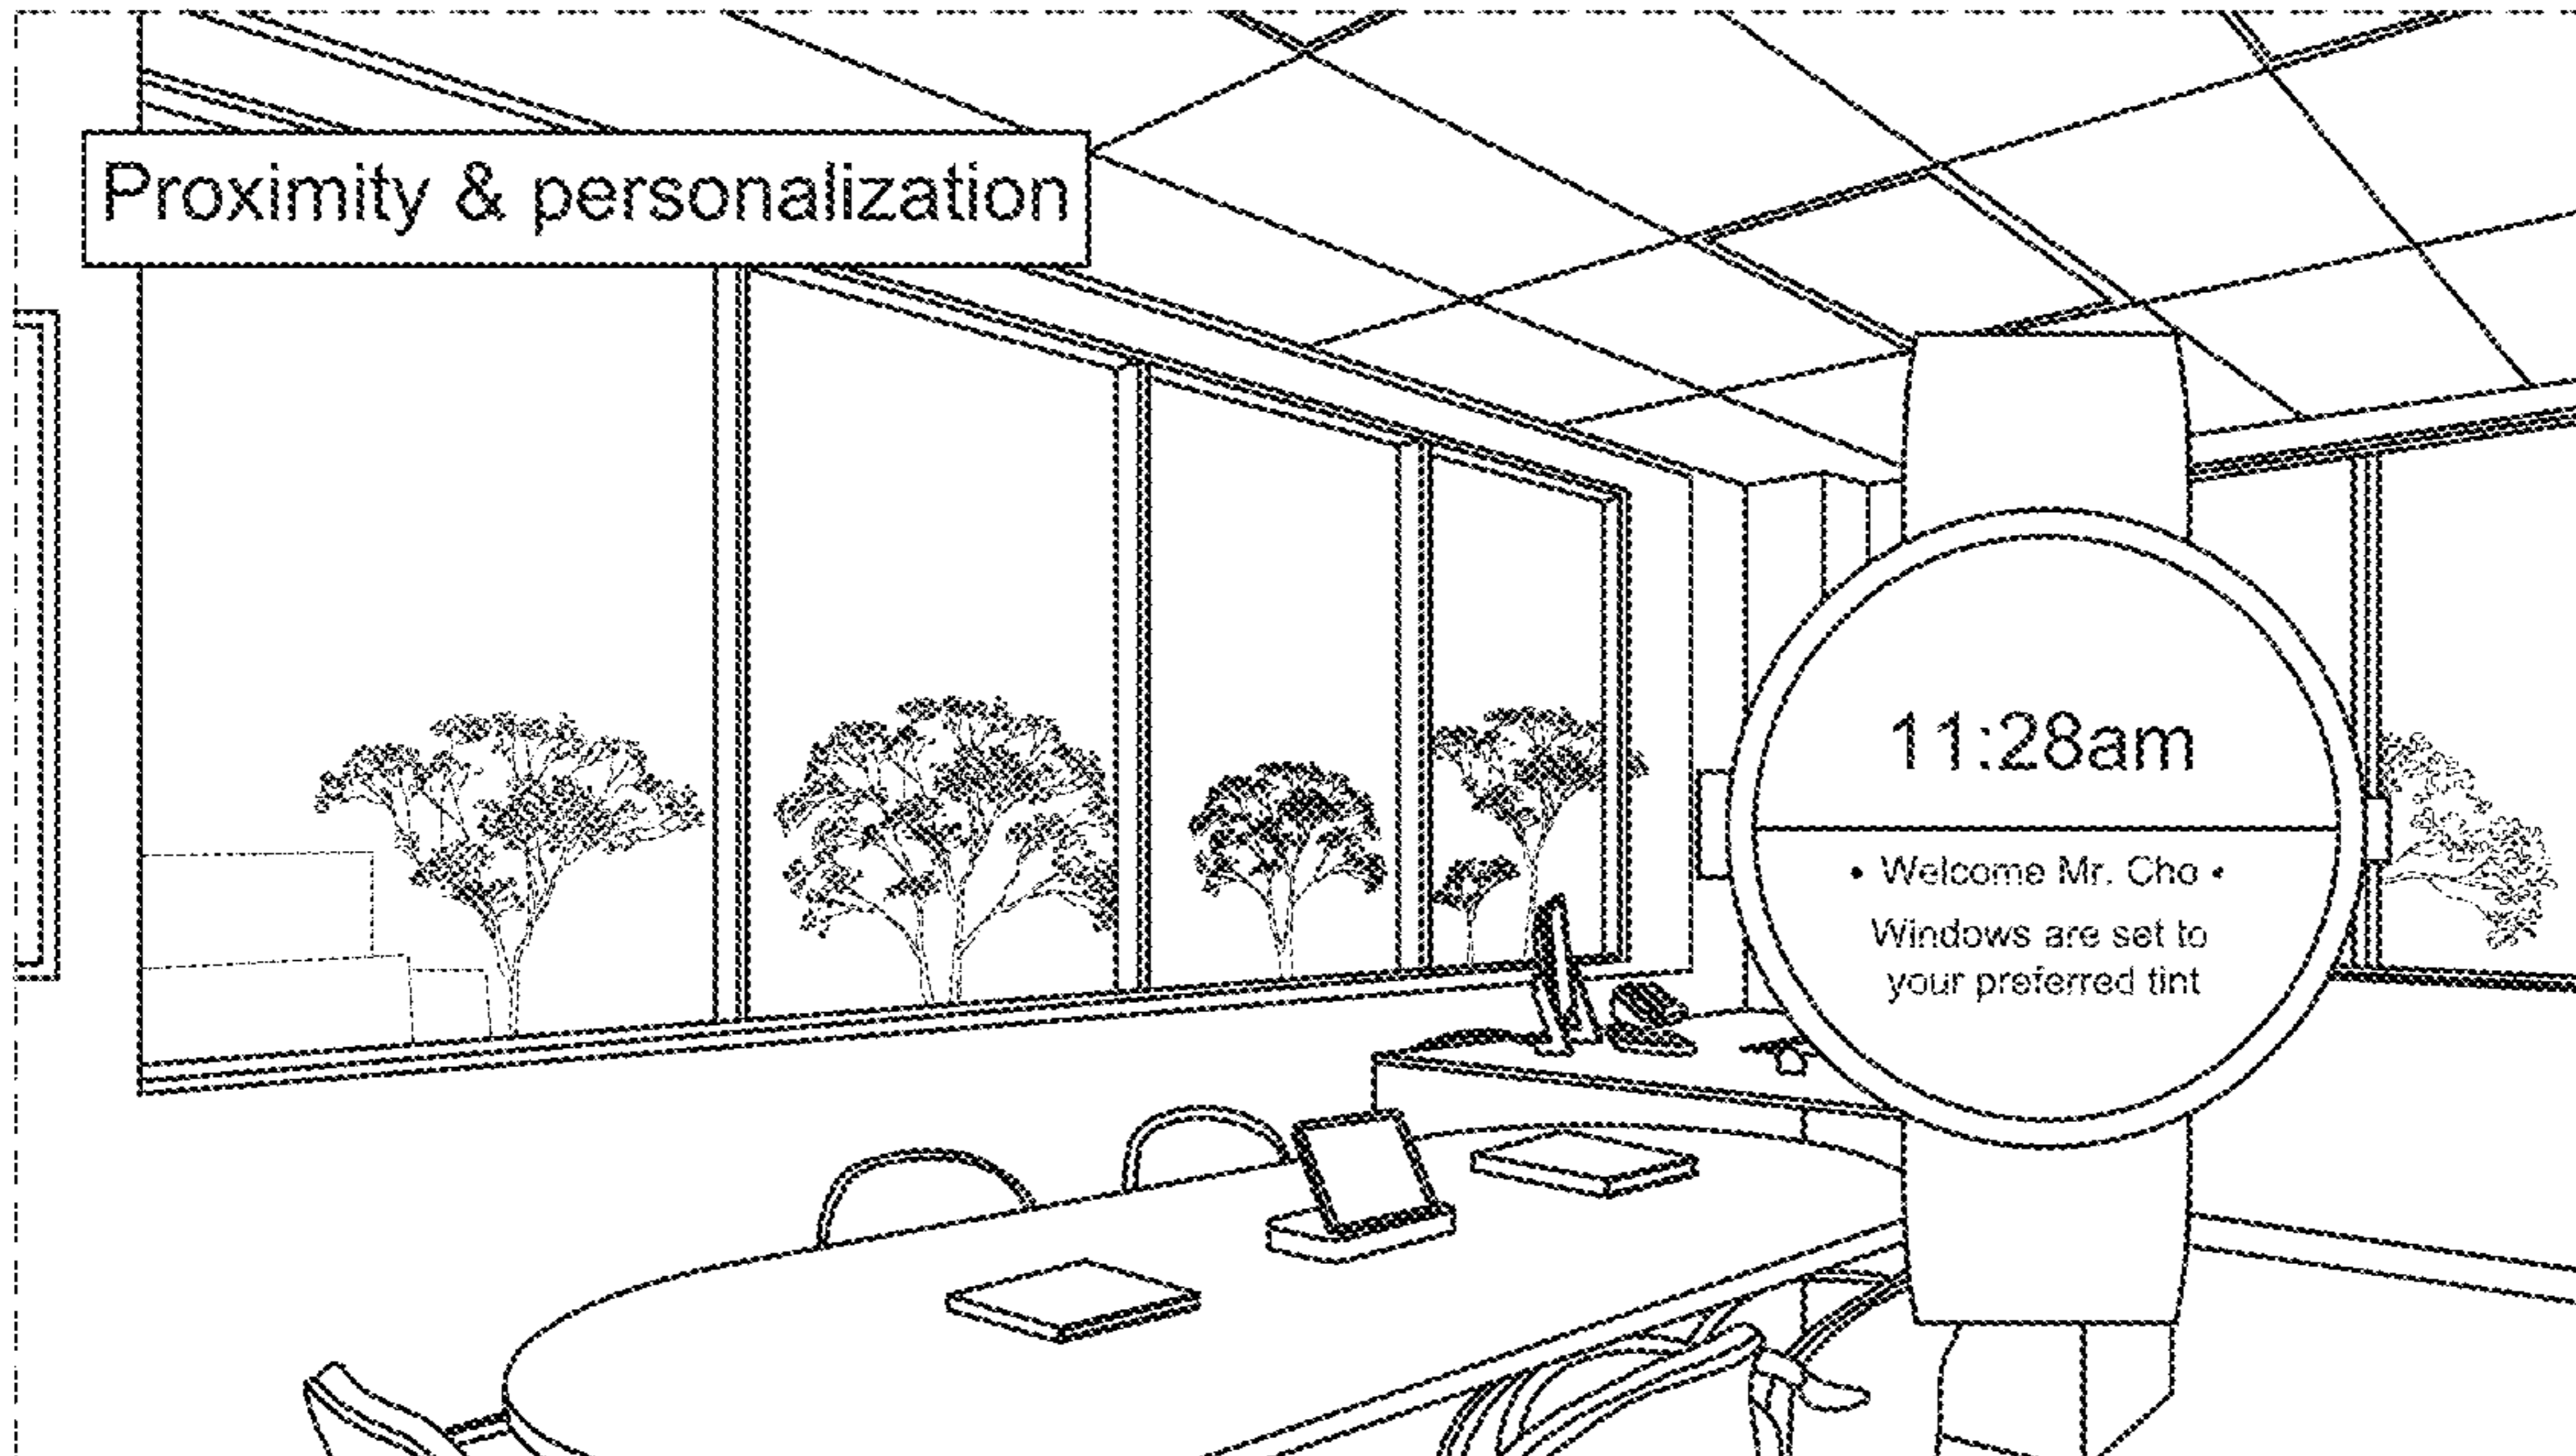 Proximity & personalization
11:28am
• Welcome Mr. Cho •
Windows are set to
your preferred tint